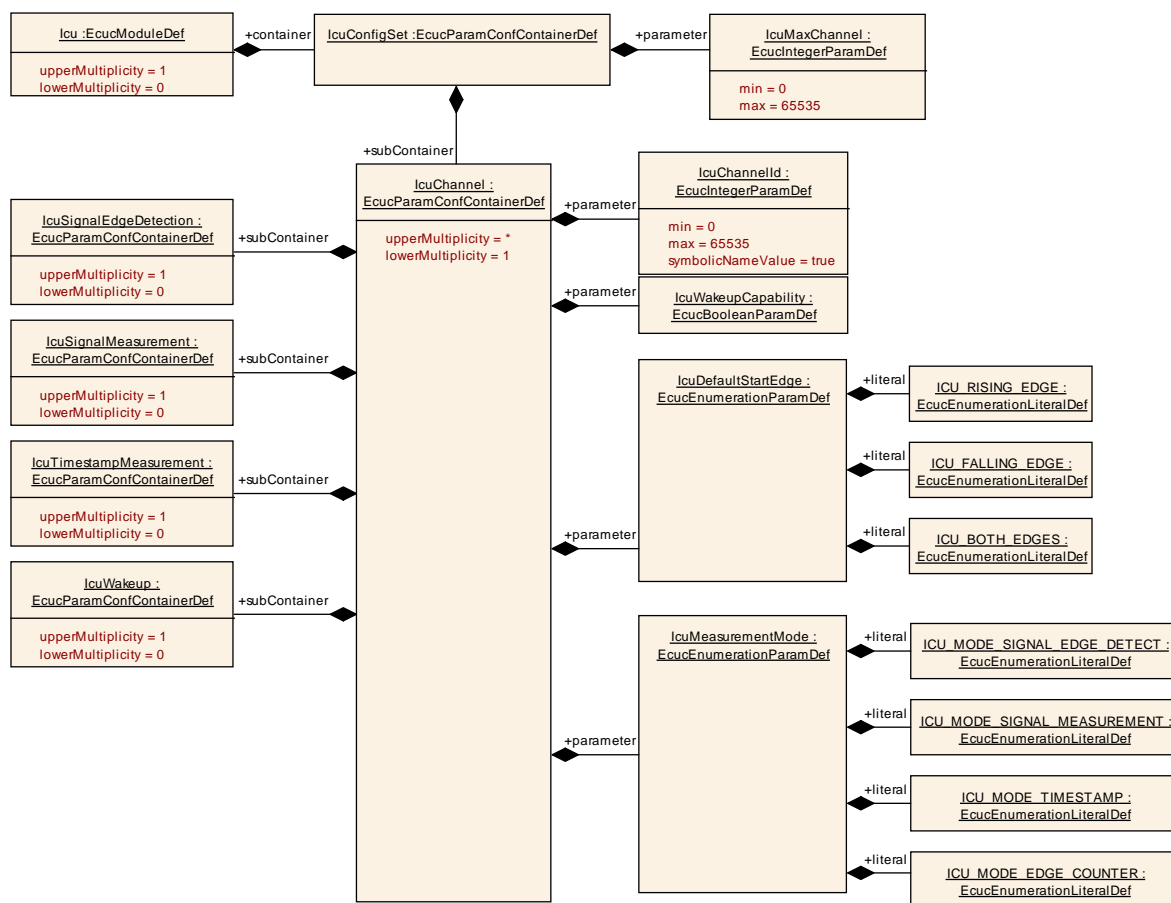 Icu :EcucModuleDef
upperMultiplicity = 1
lowerMultiplicity = 0
+container
IcuConfigSet :EcucParamConfContainerDef
+parameter
IcuMaxChannel :
EcucIntegerParamDef
min = 0
max = 65535
+subContainer
IcuChannel :
EcucParamConfContainerDef
upperMultiplicity = *
lowerMultiplicity = 1
IcuSignalEdgeDetection :
EcucParamConfContainerDef
upperMultiplicity = 1
lowerMultiplicity = 0
+subContainer
IcuSignalMeasurement :
EcucParamConfContainerDef
upperMultiplicity = 1
lowerMultiplicity = 0
+subContainer
IcuTimestampMeasurement :
EcucParamConfContainerDef
upperMultiplicity = 1
lowerMultiplicity = 0
+subContainer
IcuWakeup :
EcucParamConfContainerDef
upperMultiplicity = 1
lowerMultiplicity = 0
+subContainer
+parameter
IcuChannelId :
EcucIntegerParamDef
min = 0
max = 65535
symbolicNameValue = true
+parameter
IcuWakeupCapability :
EcucBooleanParamDef
+parameter
IcuDefaultStartEdge :
EcucEnumerationParamDef
+literal
ICU_RISING_EDGE :
EcucEnumerationLiteralDef
+literal
ICU_FALLING_EDGE :
EcucEnumerationLiteralDef
+literal
ICU_BOTH_EDGES :
EcucEnumerationLiteralDef
+parameter
IcuMeasurementMode :
EcucEnumerationParamDef
+literal
ICU_MODE_SIGNAL_EDGE_DETECT :
EcucEnumerationLiteralDef
+literal
ICU_MODE_SIGNAL_MEASUREMENT :
EcucEnumerationLiteralDef
+literal
ICU_MODE_TIMESTAMP :
EcucEnumerationLiteralDef
+literal
ICU_MODE_EDGE_COUNTER :
EcucEnumerationLiteralDef